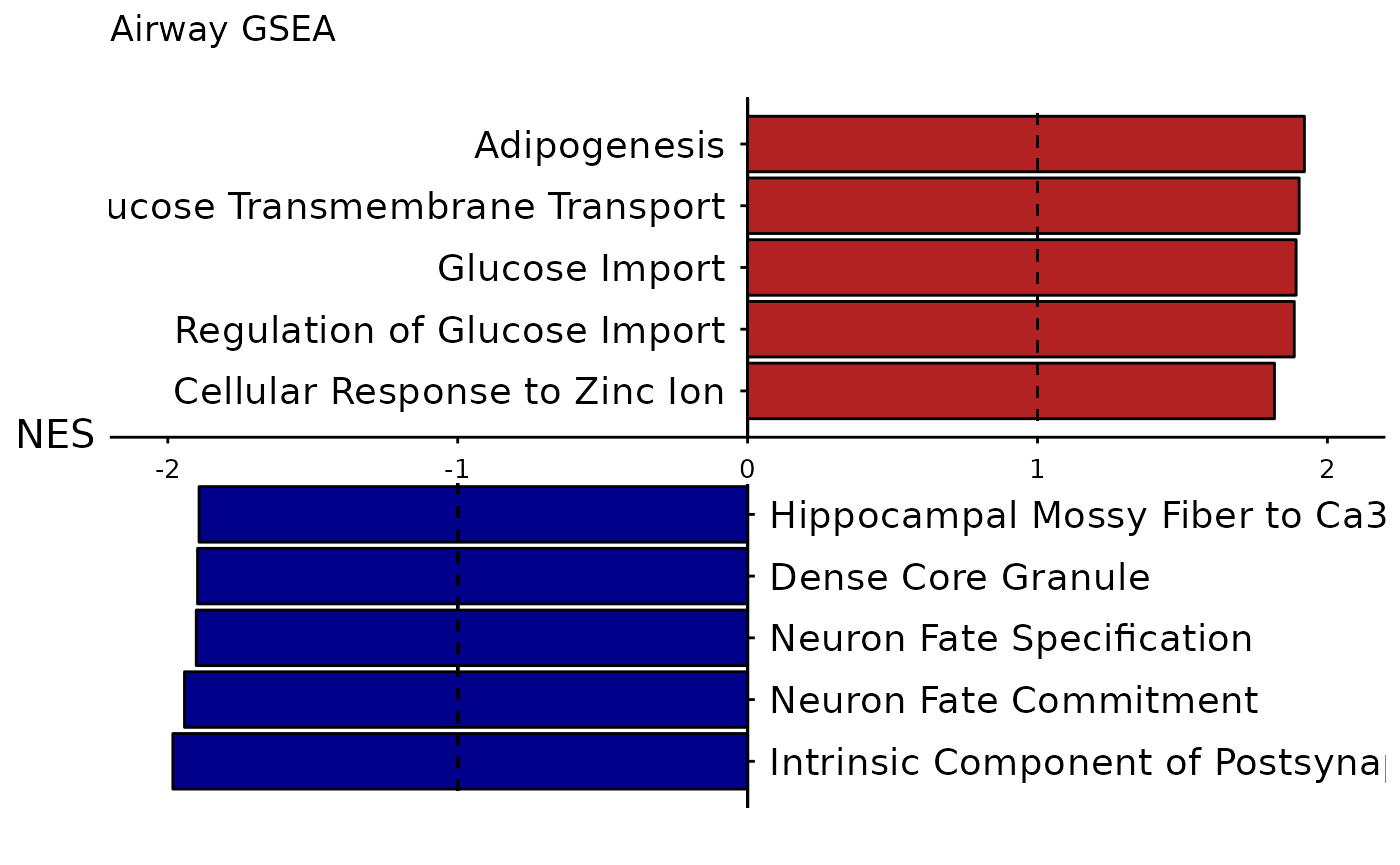 Airway GSEA
Adipogenesis
ucose Transmembrane Transport
Glucose Import
Regulation of Glucose Import
Cellular Response to Zinc Ion
NES
-2 -1 0 1 2
Hippocampal Mossy Fiber to Ca3
Dense Core Granule
Neuron Fate Specification
Neuron Fate Commitment
Intrinsic Component of Postsyna